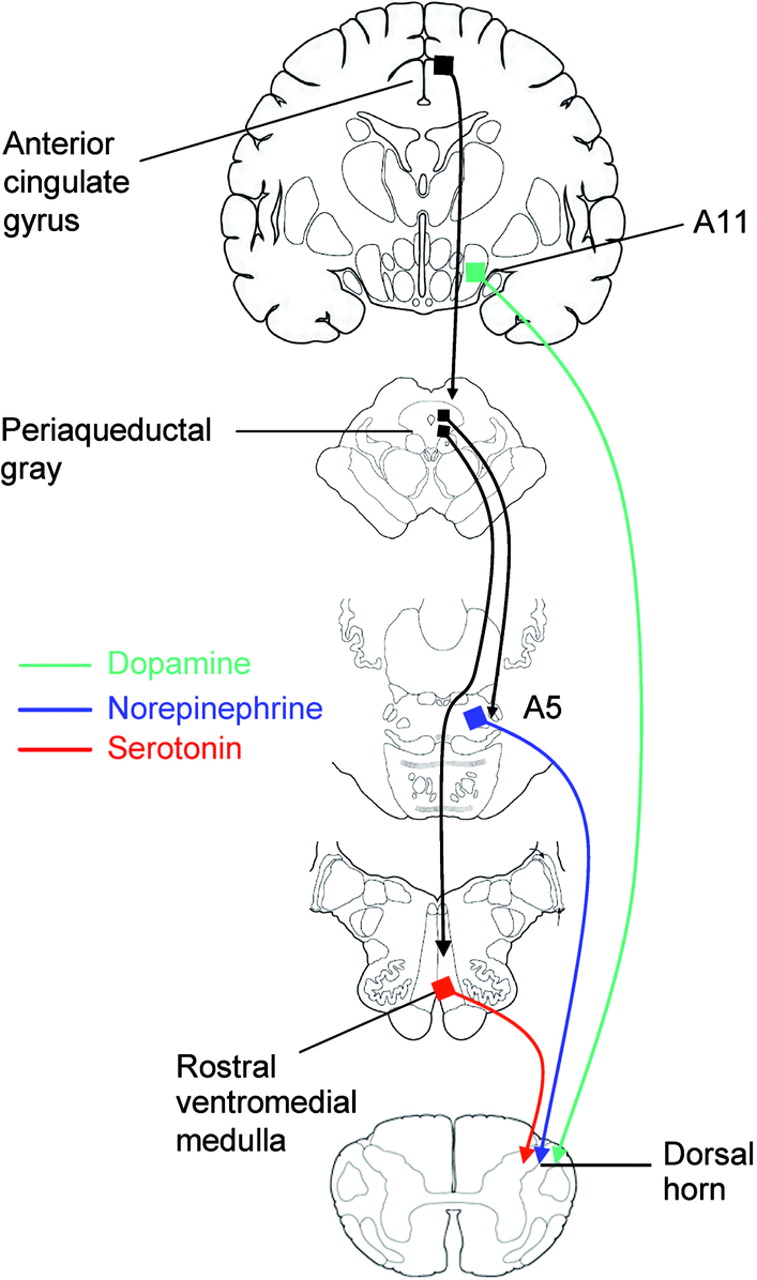 Anterior
cingulate
gyrus
A11
Periaqueductal
gray
Dopamine
Norepinephrine
Serotonin
A5
Rostral
ventromedial
medulla
Dorsal
horn